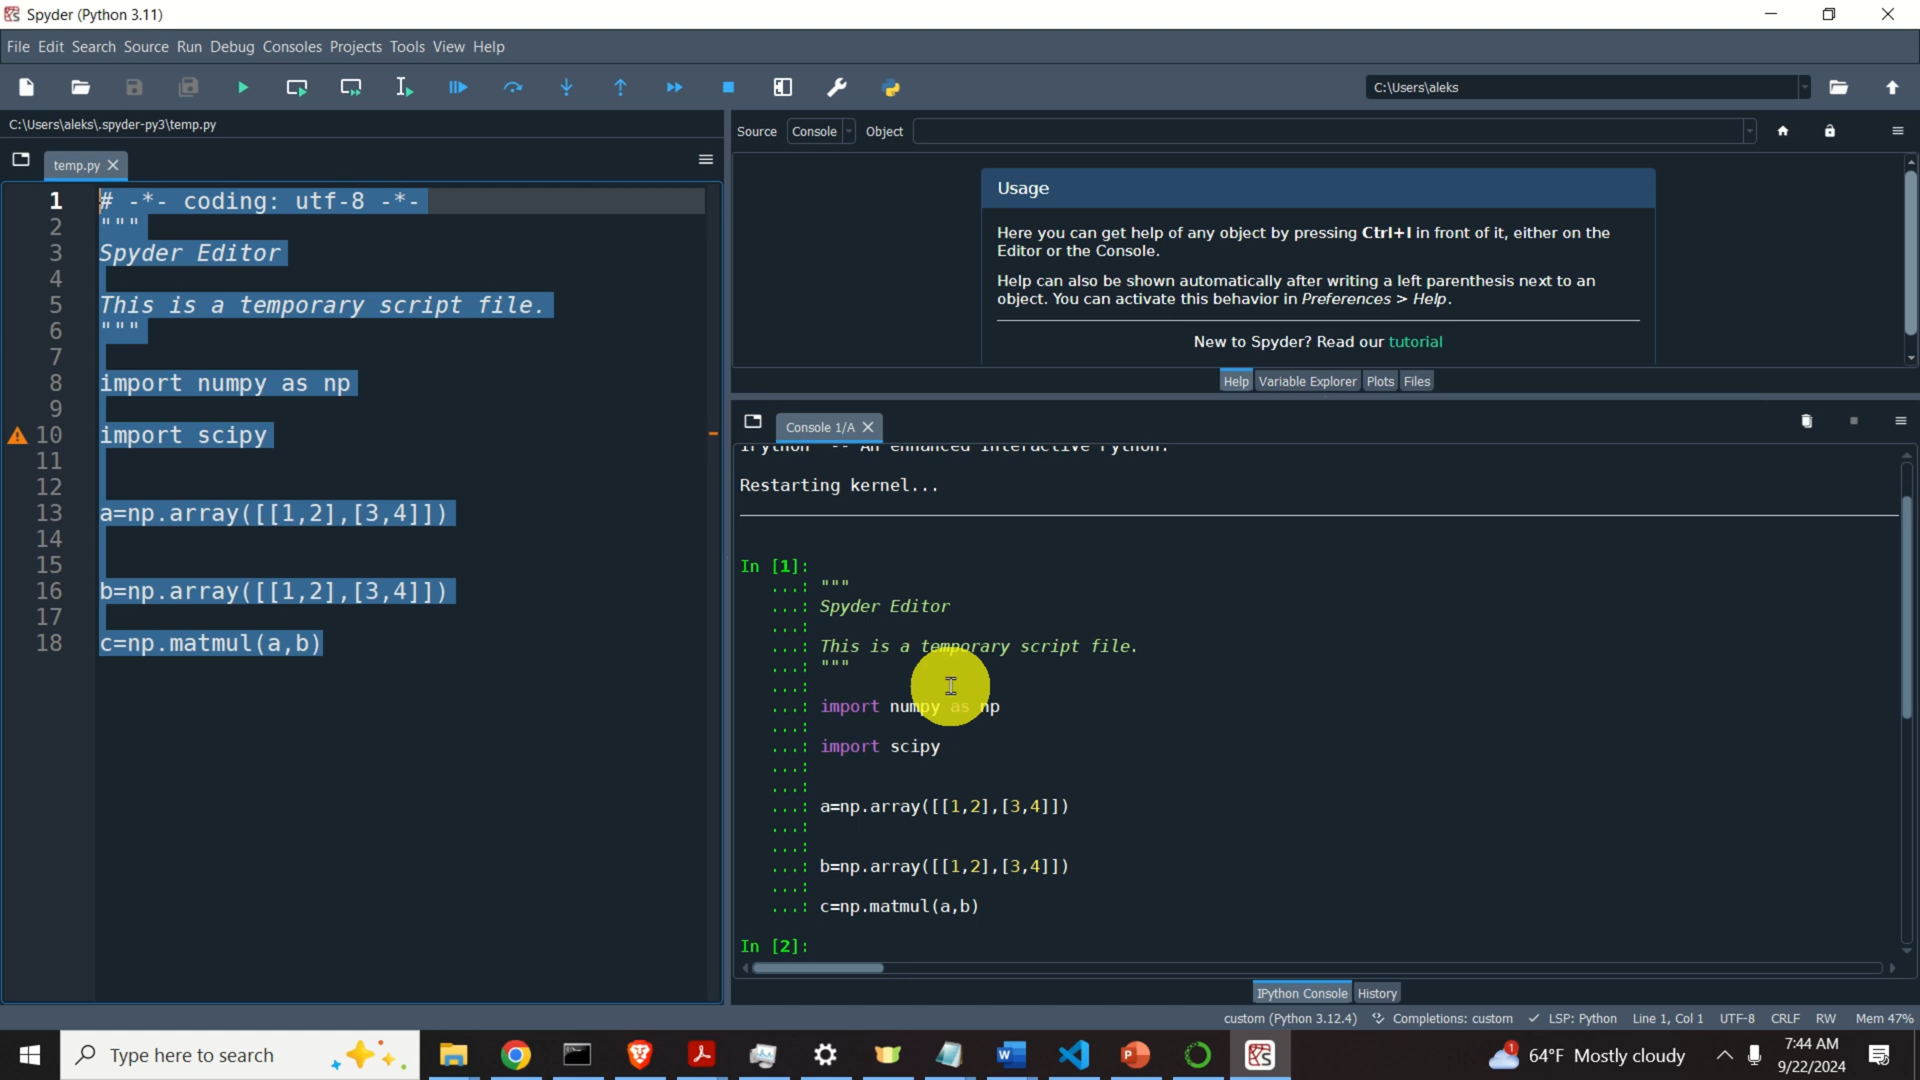 Spyder (Python 3.11)
File Edit Search Source Run Debug Consoles Projects Tools View Help
C:\Users\aleks
C:\Users\aleks\.spyder-py3\temp.py
temp.py
1 # -*- coding: utf-8 -*-
2 """
3 Spyder Editor
4
5 This is a temporary script file.
6 """
7
8 import numpy as np
9
10 import scipy
11
12
13 a=np.array([[1,2],[3,4]])
14
15
16 b=np.array([[1,2],[3,4]])
17
18 c=np.matmul(a,b)
Source Console Object
Usage
Here you can get help of any object by pressing Ctrl+I in front of it, either on the
Editor or the Console.
Help can also be shown automatically after writing a left parenthesis next to an
object. You can activate this behavior in Preferences > Help.
New to Spyder? Read our tutorial
Help Variable Explorer Plots Files
Console 1/A
IPython -- An enhanced Interactive Python.
Restarting kernel...
In [1]:
...: """
...: Spyder Editor
...:
...: This is a temporary script file.
...: """
...:
...: import numpy as np
...:
...: import scipy
...:
...:
...: a=np.array([[1,2],[3,4]])
...:
...:
...: b=np.array([[1,2],[3,4]])
...:
...: c=np.matmul(a,b)
In [2]:
IPython Console History
custom (Python 3.12.4) Completions: custom LSP: Python Line 1, Col 1 UTF-8 CRLF RW Mem 47%
Type here to search
1 64°F Mostly cloudy
7:44 AM
9/22/2024